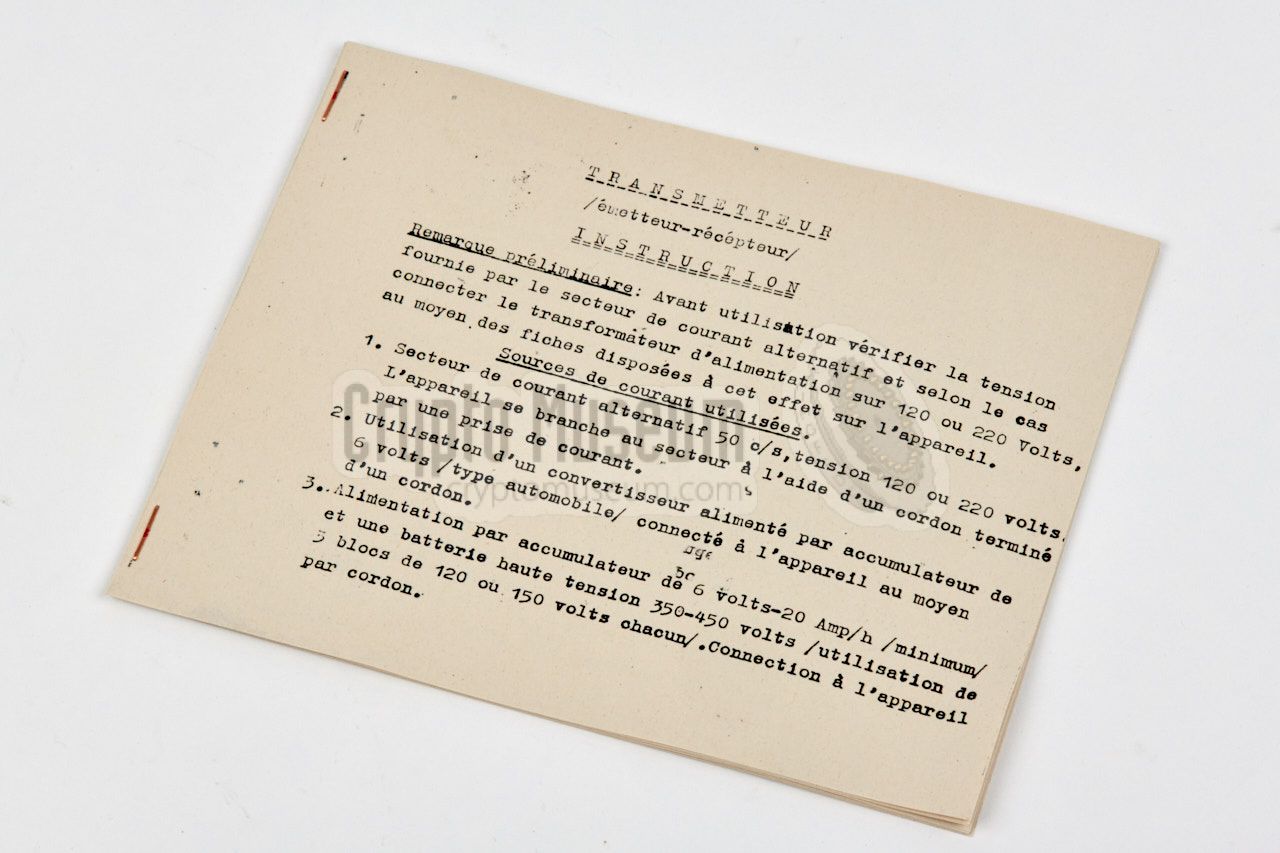 T R A N S M E T T E U R
/émetteur-récépteur/
I N S T R U C T I O N
Remarque préliminaire: Avant utilisation vérifier la tension
fournie par le secteur de courant alternatif et selon le cas
connecter le transformateur d'alimentation sur 120 ou 220 Volts,
au moyen des fiches disposées à cet effet sur l'appareil.
Sources de courant utilisées.
1. Secteur de courant alternatif 50 c/s,tension 120 ou 220 volts.
L'appareil se branche au secteur à l'aide d'un cordon terminé
par une prise de courant.
2. Utilisation d'un convertisseur alimenté par accumulateur de
6 volts /type automobile/ connecté à l'appareil au moyen
d'un cordon.
3. Alimentation par accumulateur de 6 volts-20 Amp/h /minimum/
et une batterie haute tension 350-450 volts /utilisation de
3 blocs de 120 ou 150 volts chacun/.Connection à l'appareil
par cordon.
Crypto Museum
cryptomuseum.com